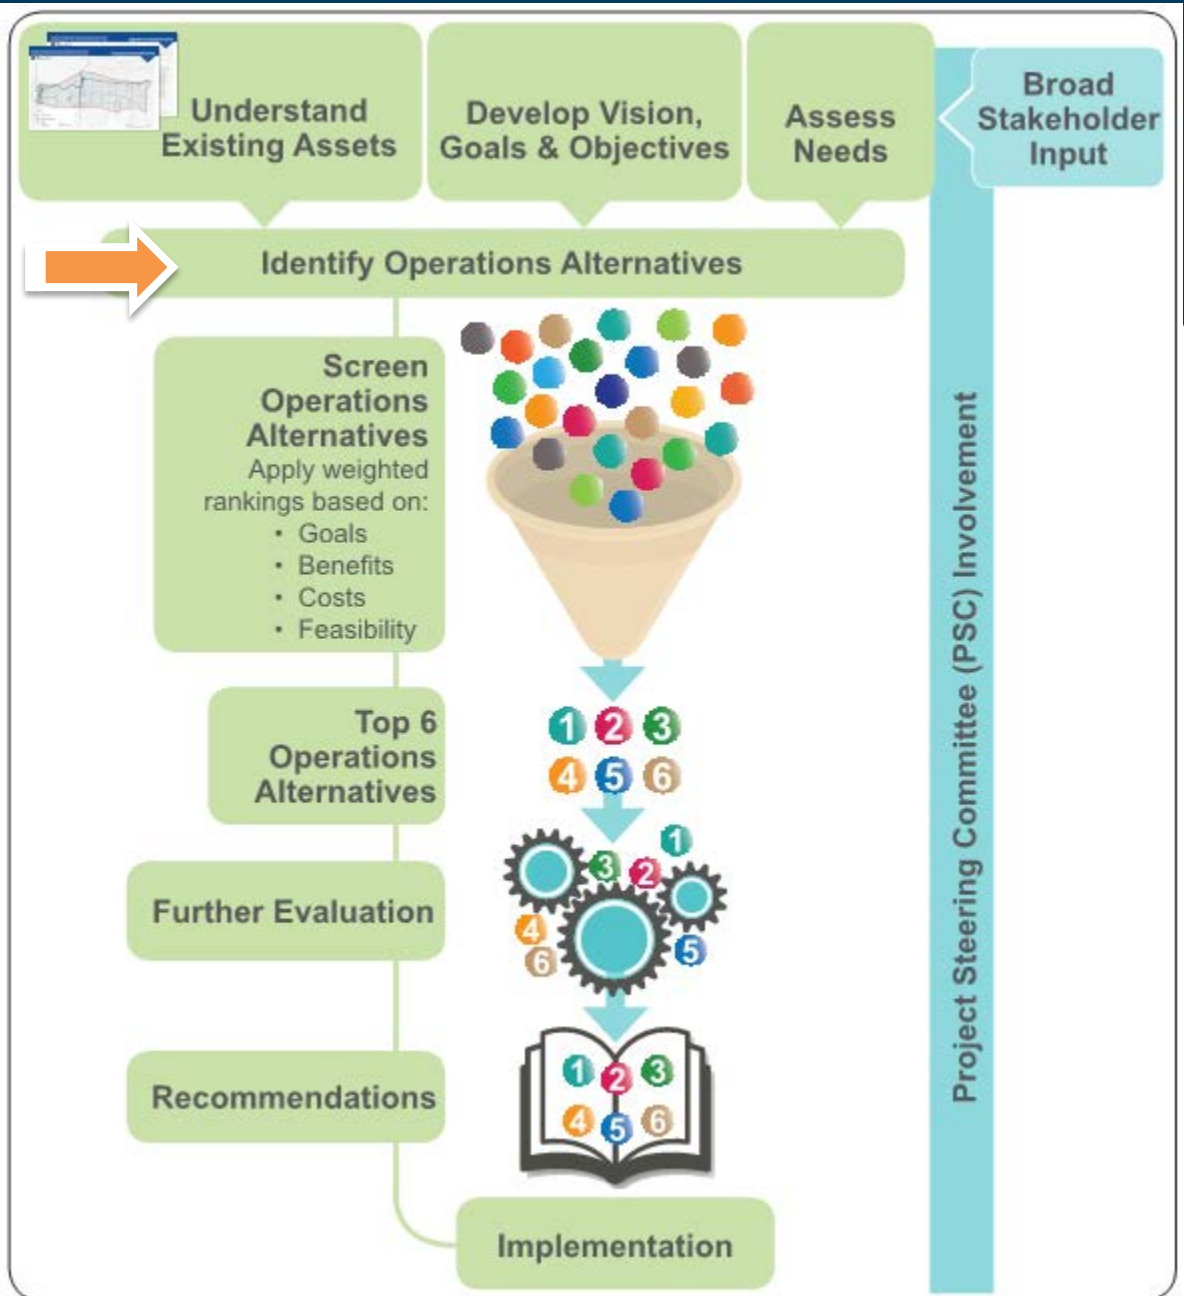 Understand
Existing Assets
Develop Vision,
Goals & Objectives
Assess
Needs
Broad
Stakeholder
Input
Identify Operations Alternatives
Screen
Operations
Alternatives
Apply weighted
rankings based on:
• Goals
• Benefits
• Costs
• Feasibility
Project Steering Committee (PSC) Involvement
Top 6
Operations
Alternatives
1 2 3
4 5 6
Further Evaluation
1
3 2
4
5
6
Recommendations
1 2 3
4 5 6
Implementation